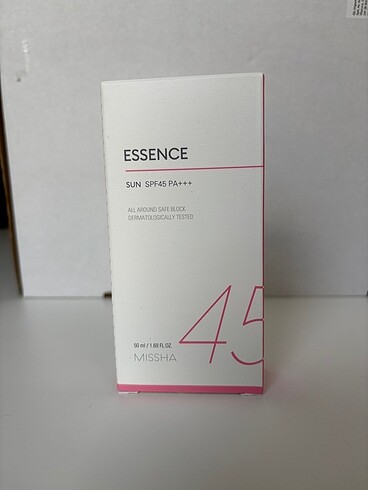 ESSENCE
SUN SPF45 PA+++
ALL AROUND SAFE BLOCK
DERMATOLOGICALLY TESTED
45
50 ml / 1.69 FL.OZ.
MISSHA